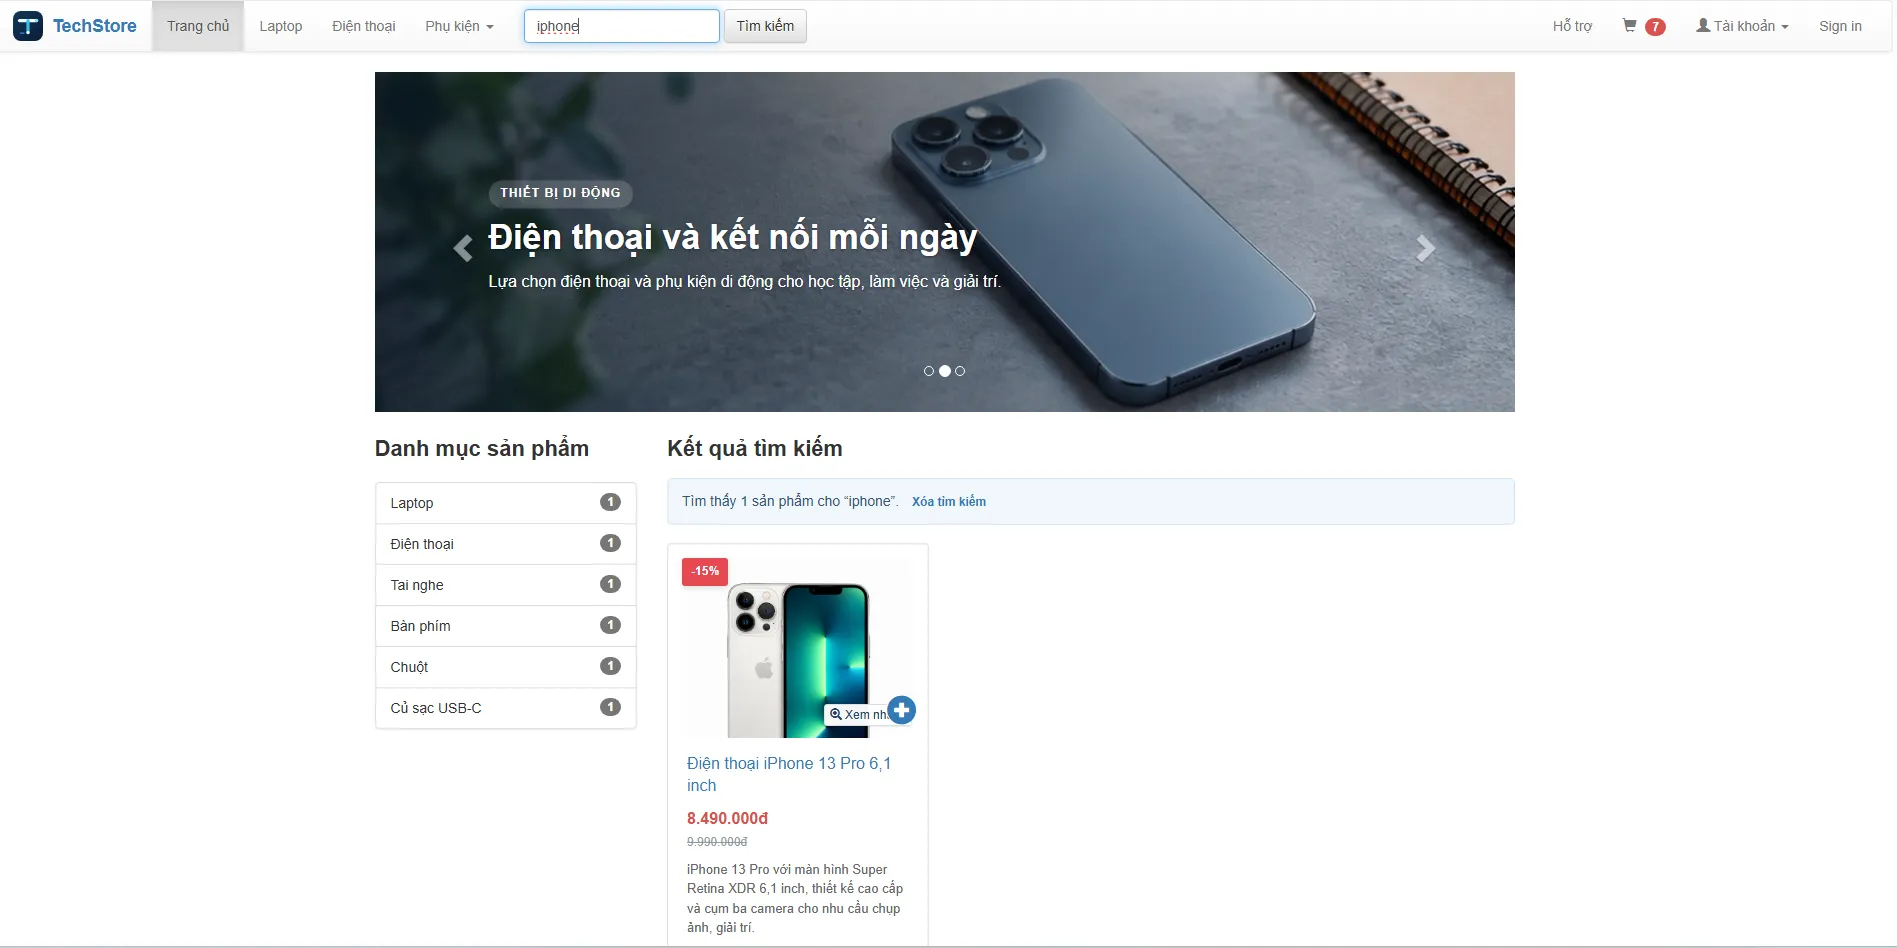 TechStore
Trang chủ
Laptop
Điện thoại
Phụ kiện
iphone
Tìm kiếm
Hỗ trợ
7
Tài khoản
Sign in
THIẾT BỊ DI ĐỘNG
Điện thoại và kết nối mỗi ngày
Lựa chọn điện thoại và phụ kiện di động cho học tập, làm việc và giải trí.
Danh mục sản phẩm
Laptop 1
Điện thoại 1
Tai nghe 1
Bàn phím 1
Chuột 1
Củ sạc USB-C 1
Kết quả tìm kiếm
Tìm thấy 1 sản phẩm cho “iphone”. Xóa tìm kiếm
-15%
Xem
Điện thoại iPhone 13 Pro 6,1
inch
8.490.000đ
9.990.000đ
iPhone 13 Pro với màn hình Super
Retina XDR 6,1 inch, thiết kế cao cấp
và cụm ba camera cho nhu cầu chụp
ảnh, giải trí.